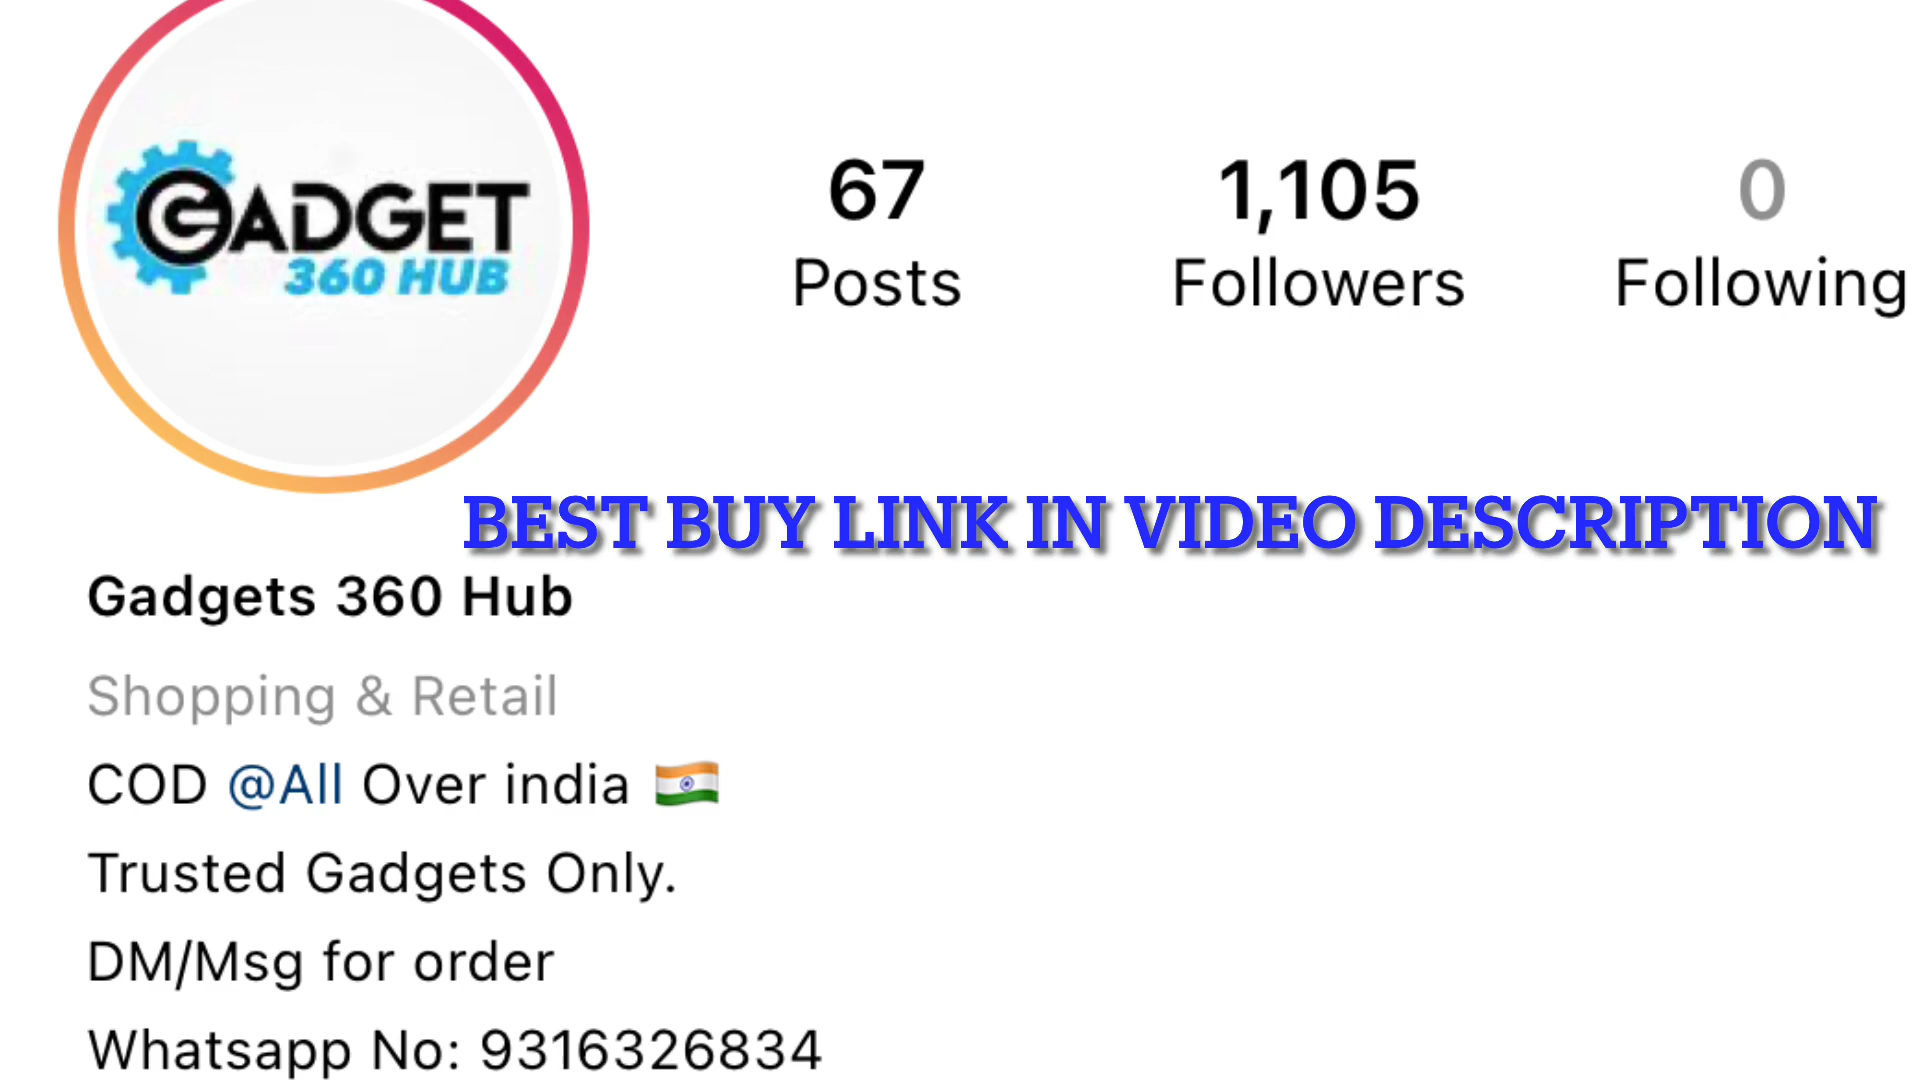 GADGET
360 HUB
67
Posts
1,105
Followers
0
Following
BEST BUY LINK IN VIDEO DESCRIPTION
Gadgets 360 Hub
Shopping & Retail
COD @All Over india 🇮🇳
Trusted Gadgets Only.
DM/Msg for order
Whatsapp No: 9316326834